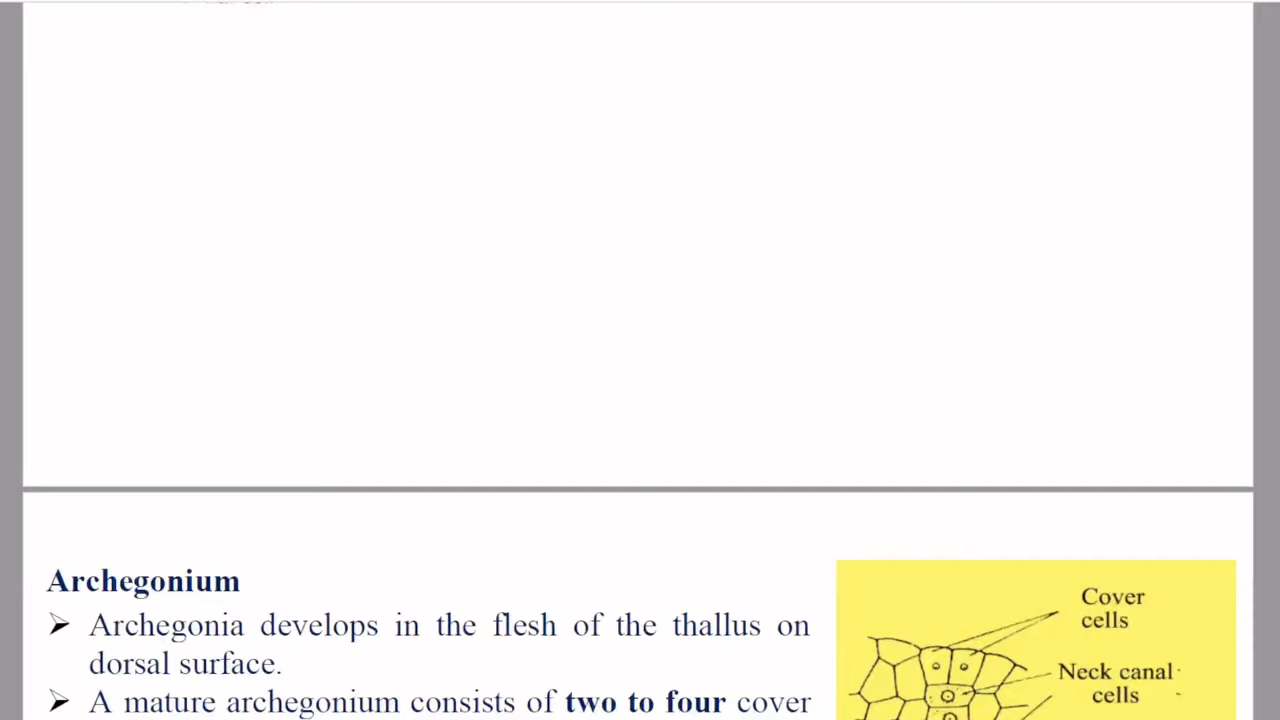 Archegonium
➢ Archegonia develops in the flesh of the thallus on
dorsal surface.
➢ A mature archegonium consists of two to four cover
Cover
cells
Neck canal
cells